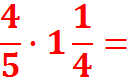 4/5 · 1 1/4 =